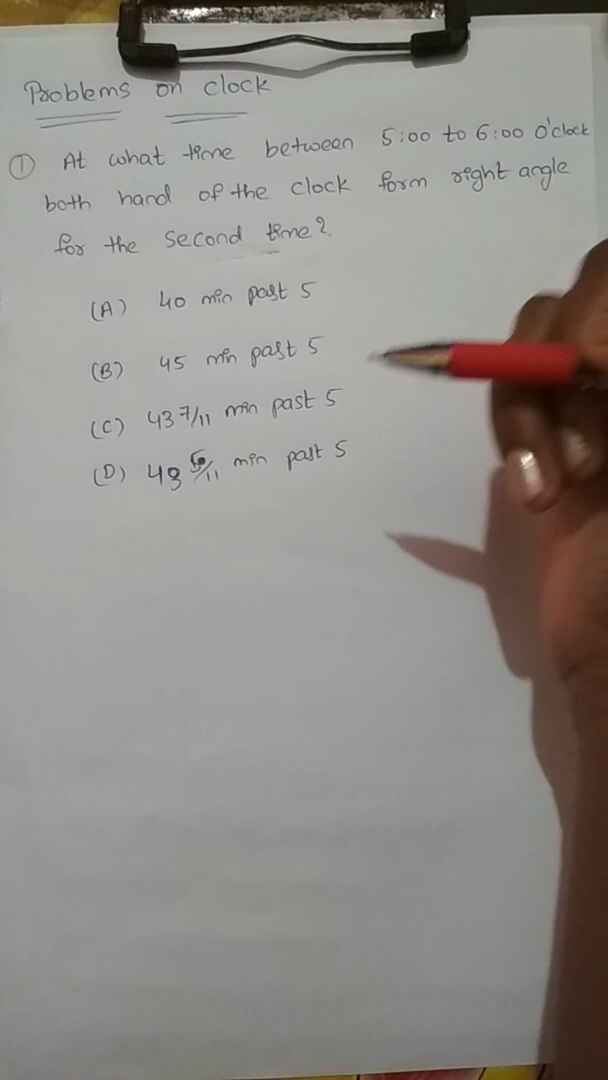 Problems on clock
① At what time between 5:00 to 6:00 O'clock
both hand of the clock form right angle
for the second time?
(A) 40 min past 5
(B) 45 min past 5
(C) 43 7/11 min past 5
(D) 43 5/11 min past 5